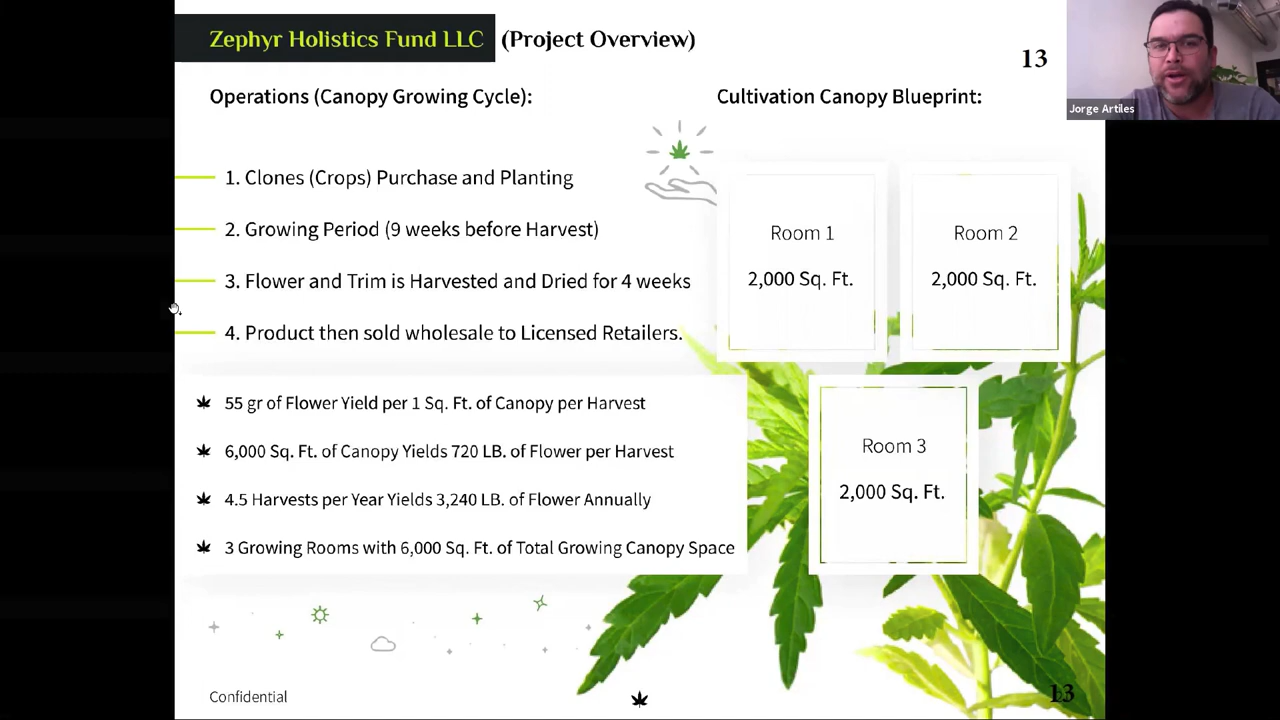 Zephyr Holistics Fund LLC (Project Overview)
13
Jorge Artiles
Operations (Canopy Growing Cycle):
1. Clones (Crops) Purchase and Planting
2. Growing Period (9 weeks before Harvest)
3. Flower and Trim is Harvested and Dried for 4 weeks
4. Product then sold wholesale to Licensed Retailers.
55 gr of Flower Yield per 1 Sq. Ft. of Canopy per Harvest
6,000 Sq. Ft. of Canopy Yields 720 LB. of Flower per Harvest
4.5 Harvests per Year Yields 3,240 LB. of Flower Annually
3 Growing Rooms with 6,000 Sq. Ft. of Total Growing Canopy Space
Cultivation Canopy Blueprint:
Room 1
2,000 Sq. Ft.
Room 2
2,000 Sq. Ft.
Room 3
2,000 Sq. Ft.
Confidential
13